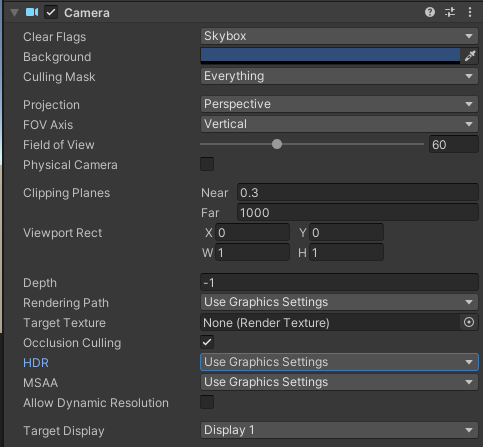 Camera
Clear Flags Skybox
Background
Culling Mask Everything
Projection Perspective
FOV Axis Vertical
Field of View 60
Physical Camera
Clipping Planes Near 0.3
Far 1000
Viewport Rect X 0 Y 0
W 1 H 1
Depth -1
Rendering Path Use Graphics Settings
Target Texture None (Render Texture)
Occlusion Culling
HDR Use Graphics Settings
MSAA Use Graphics Settings
Allow Dynamic Resolution
Target Display Display 1